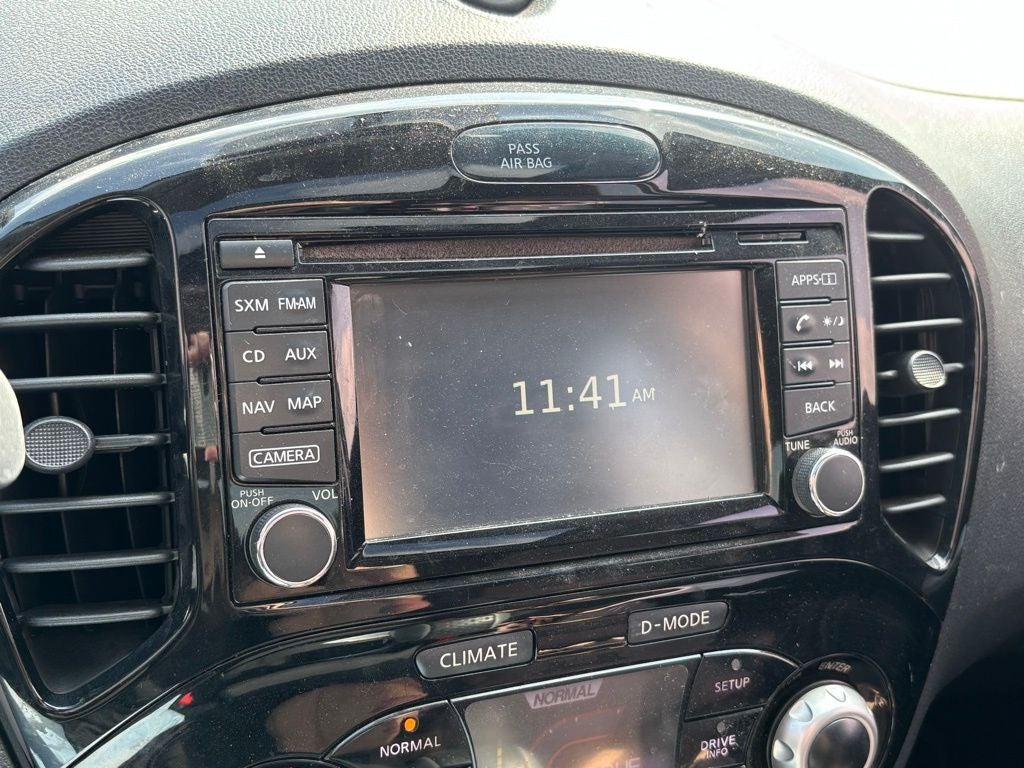 PASS
AIR BAG
SXM FM·AM
CD AUX
NAV MAP
CAMERA
PUSH
ON·OFF
VOL
11:41 AM
APPS·i
BACK
TUNE
PUSH
AUDIO
CLIMATE
D-MODE
NORMAL
NORMAL
SETUP
DRIVE
INFO
ENTER